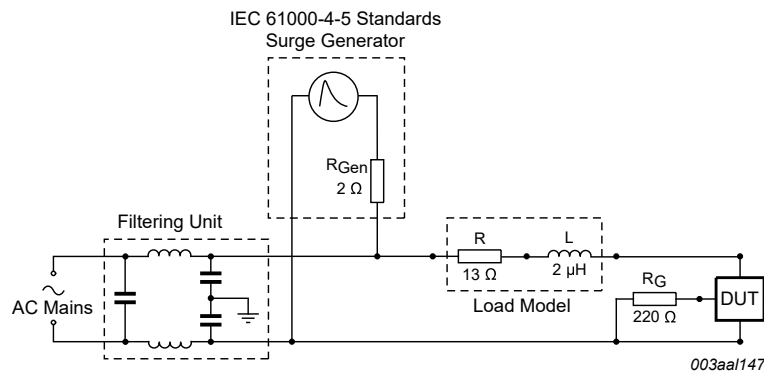 IEC 61000-4-5 Standards
Surge Generator
RGen
2 Ω
Filtering Unit
AC Mains
R
13 Ω
L
2 μH
Load Model
RG
220 Ω
DUT
003aal147